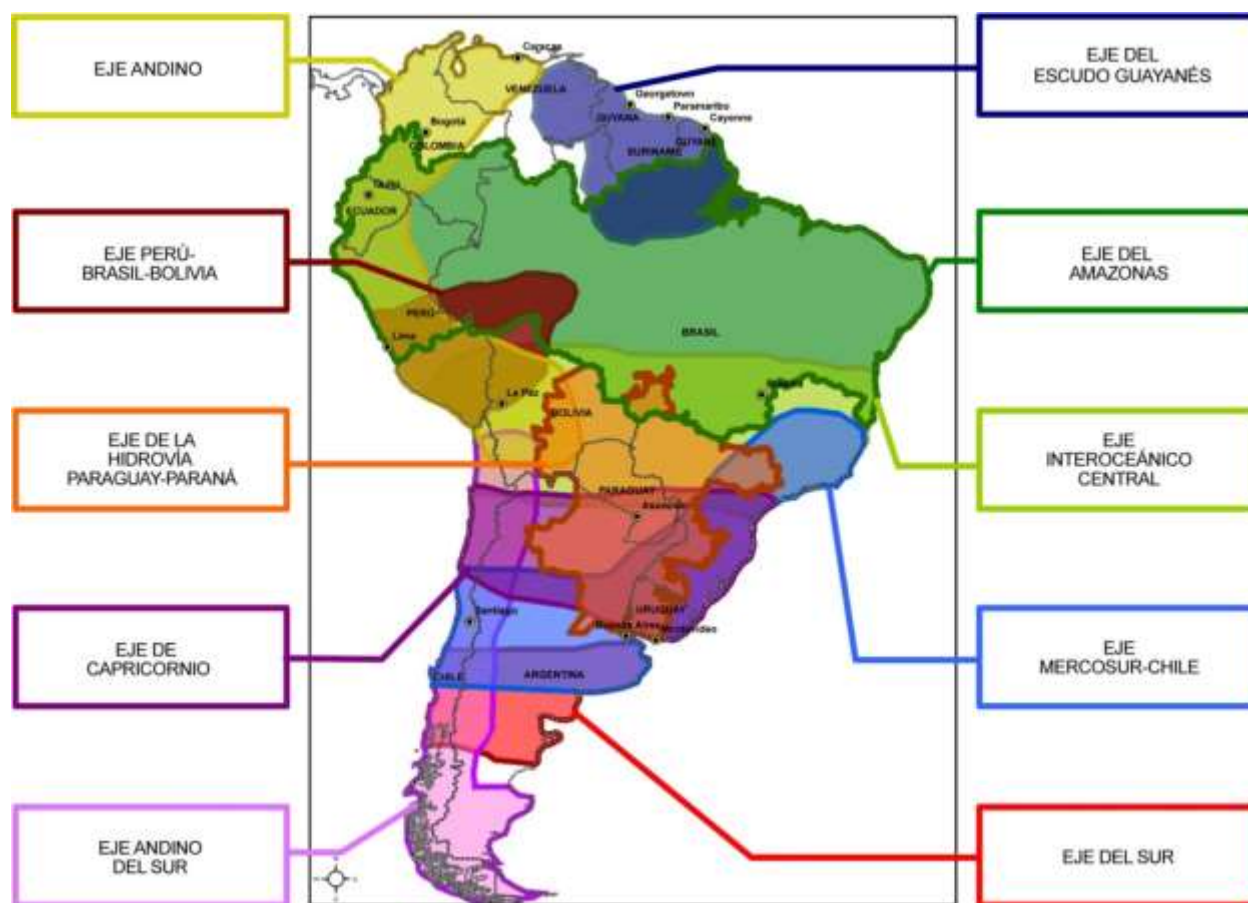 EJE ANDINO
EJE PERÚ-
BRASIL-BOLIVIA
EJE DE LA
HIDROVÍA
PARAGUAY-PARANÁ
EJE DE
CAPRICORNIO
EJE ANDINO
DEL SUR
Caracas
VENEZUELA
Georgetown
GUYANA
Paramaribo
Cayenne
SURINAME
GUYANE
Bogotá
COLOMBIA
ECUADOR
PERÚ
Lima
BRASIL
La Paz
BOLIVIA
PARAGUAY
Asunción
Santiago
URUGUAY
Buenos Aires
Montevideo
CHILE
ARGENTINA
EJE DEL
ESCUDO GUAYANÉS
EJE DEL
AMAZONAS
EJE
INTEROCEÁNICO
CENTRAL
EJE
MERCOSUR-CHILE
EJE DEL SUR